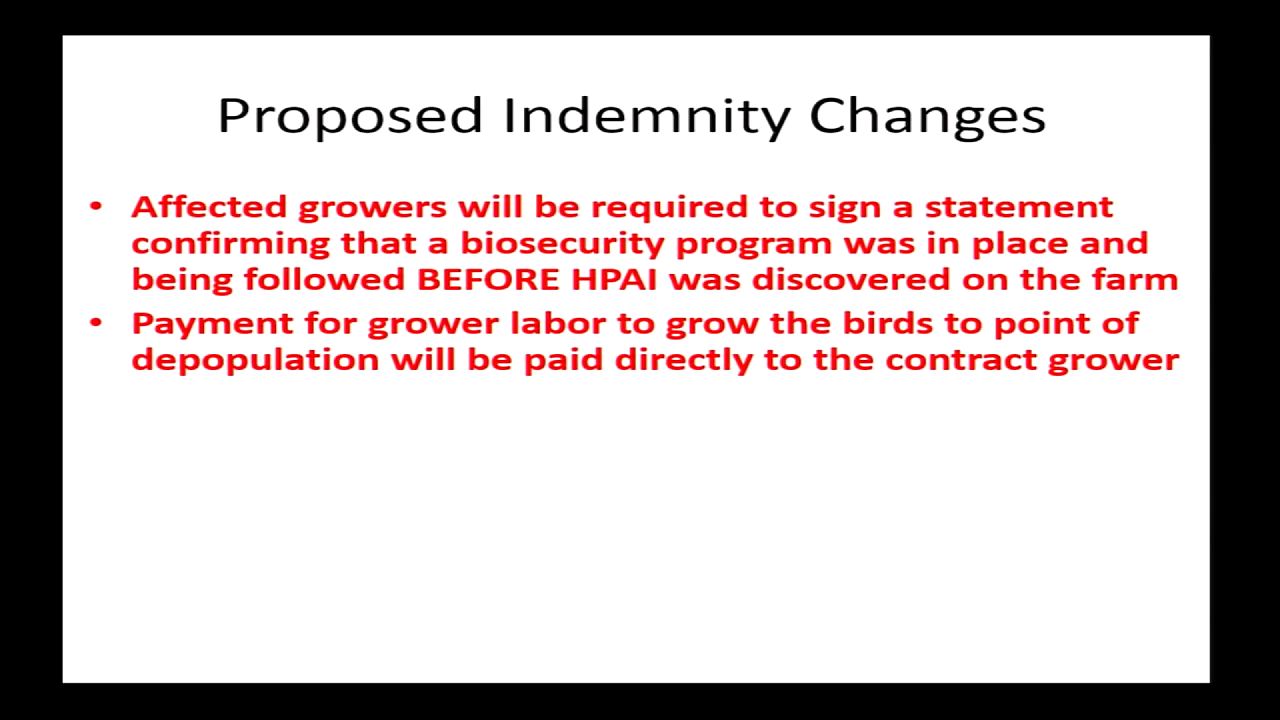 Proposed Indemnity Changes
• Affected growers will be required to sign a statement
confirming that a biosecurity program was in place and
being followed BEFORE HPAI was discovered on the farm
• Payment for grower labor to grow the birds to point of
depopulation will be paid directly to the contract grower